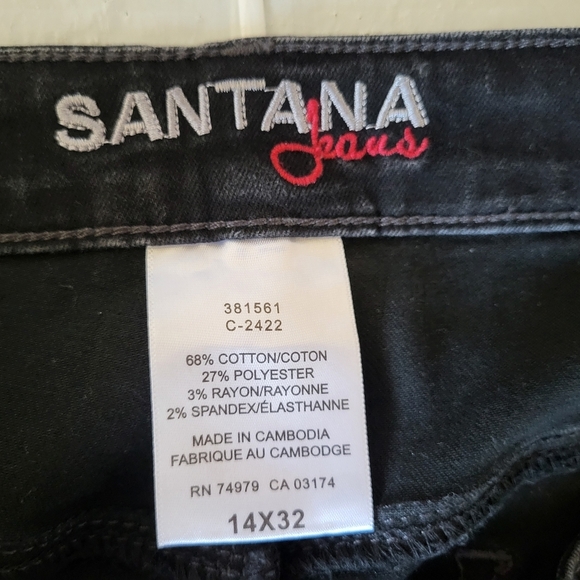 SANTANA
Jeans
381561
C-2422
68% COTTON/COTON
27% POLYESTER
3% RAYON/RAYONNE
2% SPANDEX/ÉLASTHANNE
MADE IN CAMBODIA
FABRIQUE AU CAMBODGE
RN 74979 CA 03174
14X32